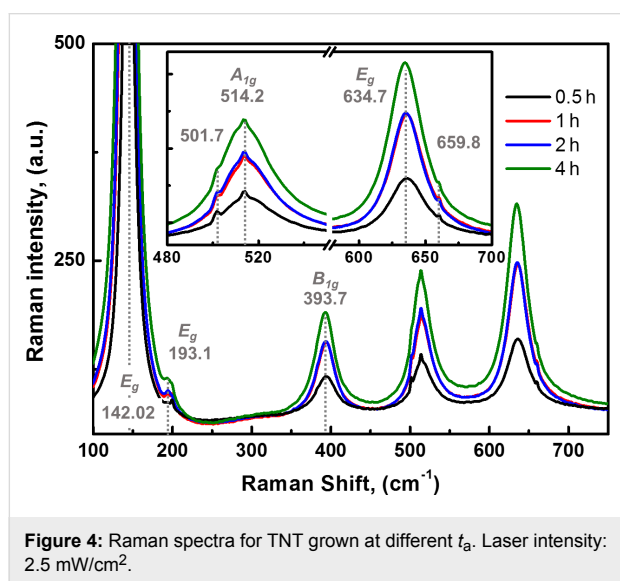 500
250
Raman intensity, (a.u.)
A1g
514.2
501.7
Eg
634.7
659.8
480 520 600 650 700
0.5 h
1 h
2 h
4 h
Eg
193.1
Eg
142.02
B1g
393.7
100 200 300 400 500 600 700
Raman Shift, (cm-1)
Figure 4: Raman spectra for TNT grown at different ta. Laser intensity:
2.5 mW/cm2.